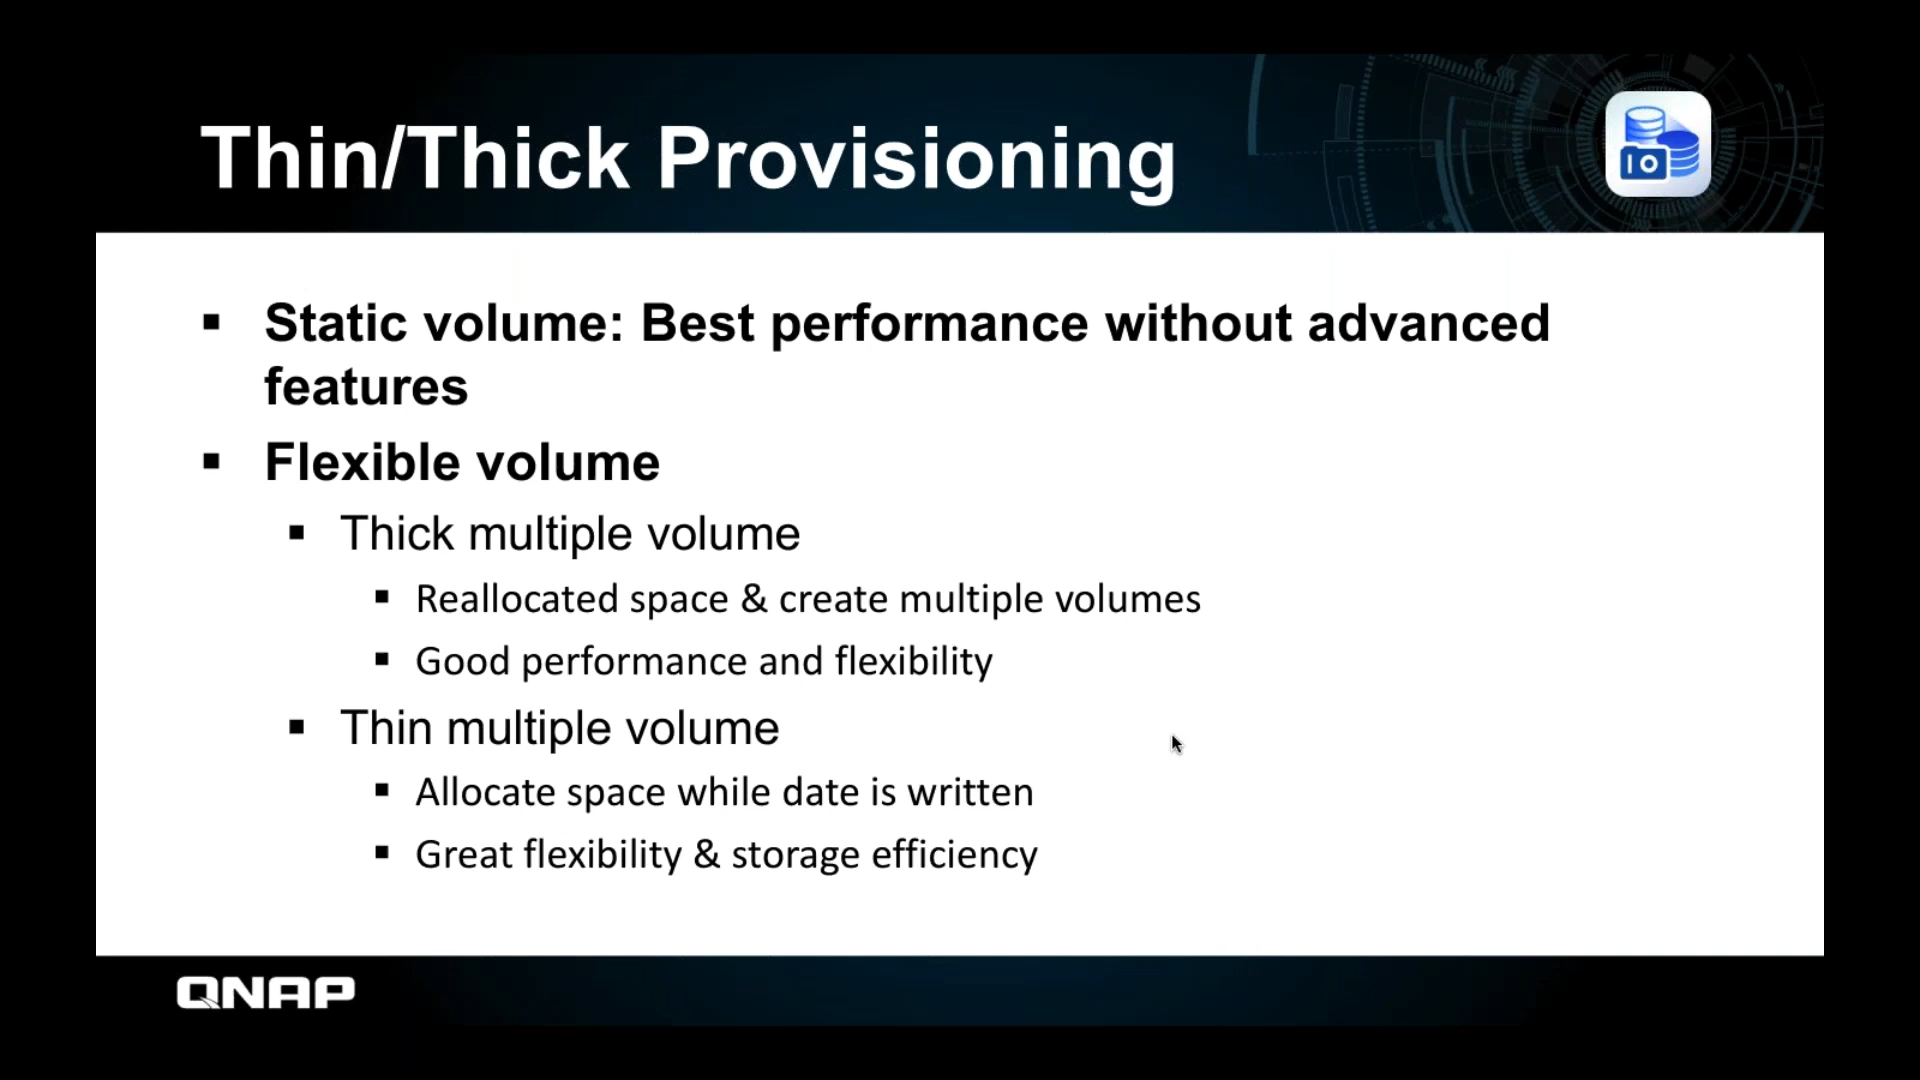 Thin/Thick Provisioning
▪ Static volume: Best performance without advanced
features
▪ Flexible volume
▪ Thick multiple volume
▪ Reallocated space & create multiple volumes
▪ Good performance and flexibility
▪ Thin multiple volume
▪ Allocate space while date is written
▪ Great flexibility & storage efficiency
QNAP